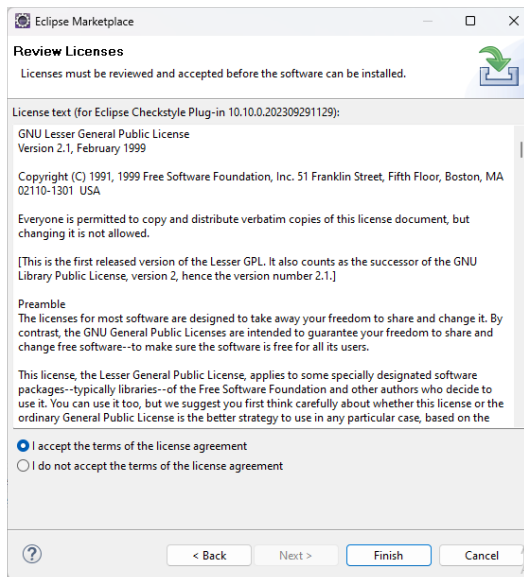 Eclipse Marketplace
Review Licenses
Licenses must be reviewed and accepted before the software can be installed.
License text (for Eclipse Checkstyle Plug-in 10.10.0.202309291129):
GNU Lesser General Public License
Version 2.1, February 1999
Copyright (C) 1991, 1999 Free Software Foundation, Inc. 51 Franklin Street, Fifth Floor, Boston, MA
02110-1301  USA
Everyone is permitted to copy and distribute verbatim copies of this license document, but
changing it is not allowed.
[This is the first released version of the Lesser GPL. It also counts as the successor of the GNU
Library Public License, version 2, hence the version number 2.1.]
Preamble
The licenses for most software are designed to take away your freedom to share and change it. By
contrast, the GNU General Public Licenses are intended to guarantee your freedom to share and
change free software--to make sure the software is free for all its users.
This license, the Lesser General Public License, applies to some specially designated software
packages--typically libraries--of the Free Software Foundation and other authors who decide to
use it. You can use it too, but we suggest you first think carefully about whether this license or the
ordinary General Public License is the better strategy to use in any particular case, based on the
I accept the terms of the license agreement
I do not accept the terms of the license agreement
?
< Back
Next >
Finish
Cancel